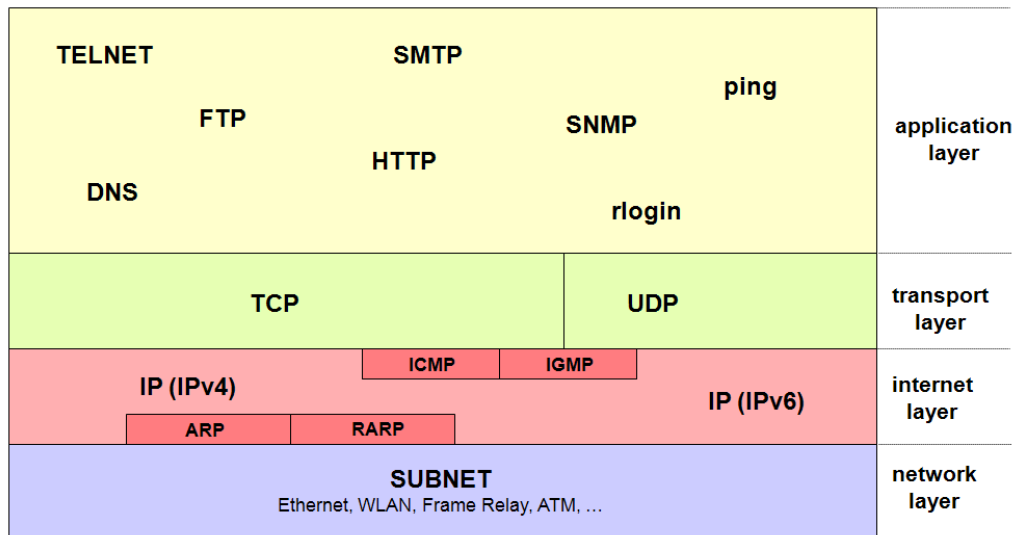 TELNET
SMTP
ping
FTP
SNMP
HTTP
DNS
rlogin
application
layer
TCP
UDP
transport
layer
ICMP
IGMP
IP (IPv4)
IP (IPv6)
internet
layer
ARP
RARP
SUBNET
Ethernet, WLAN, Frame Relay, ATM, ...
network
layer